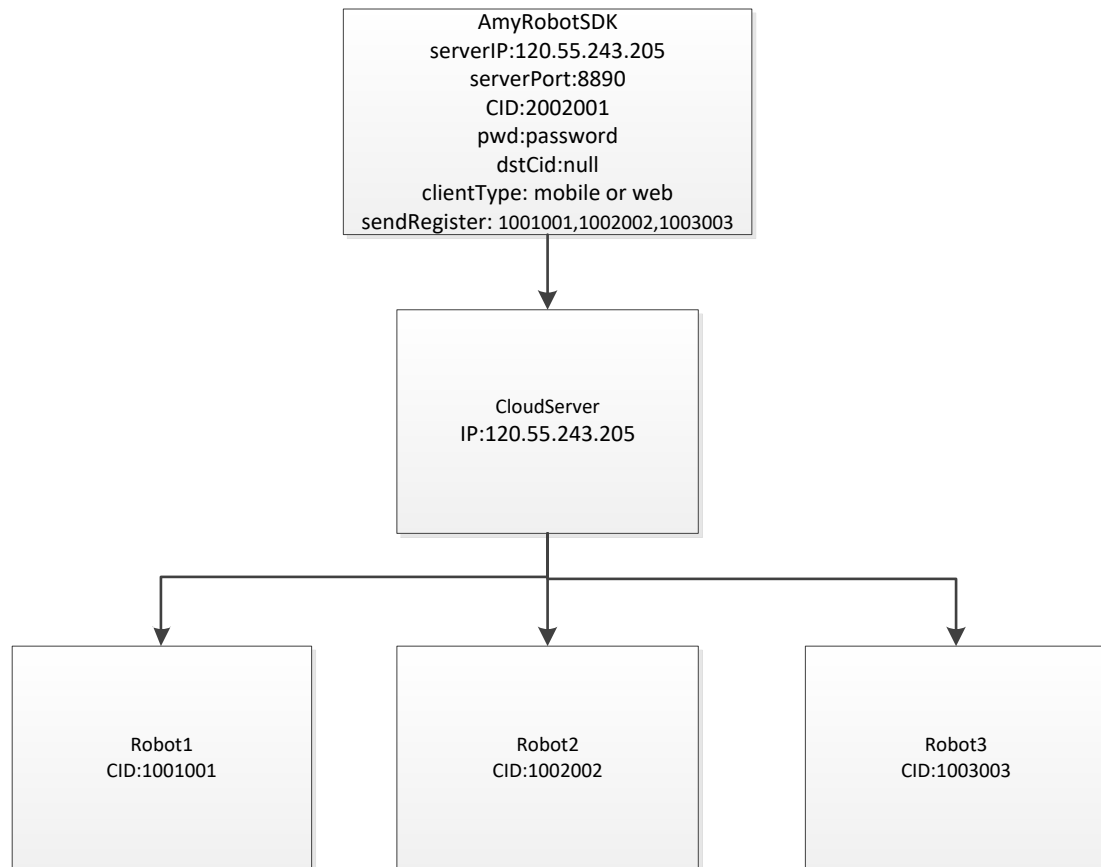 AmyRobotSDK
serverIP:120.55.243.205
serverPort:8890
CID:2002001
pwd:password
dstCid:null
clientType: mobile or web
sendRegister: 1001001,1002002,1003003
CloudServer
IP:120.55.243.205
Robot1
CID:1001001
Robot2
CID:1002002
Robot3
CID:1003003